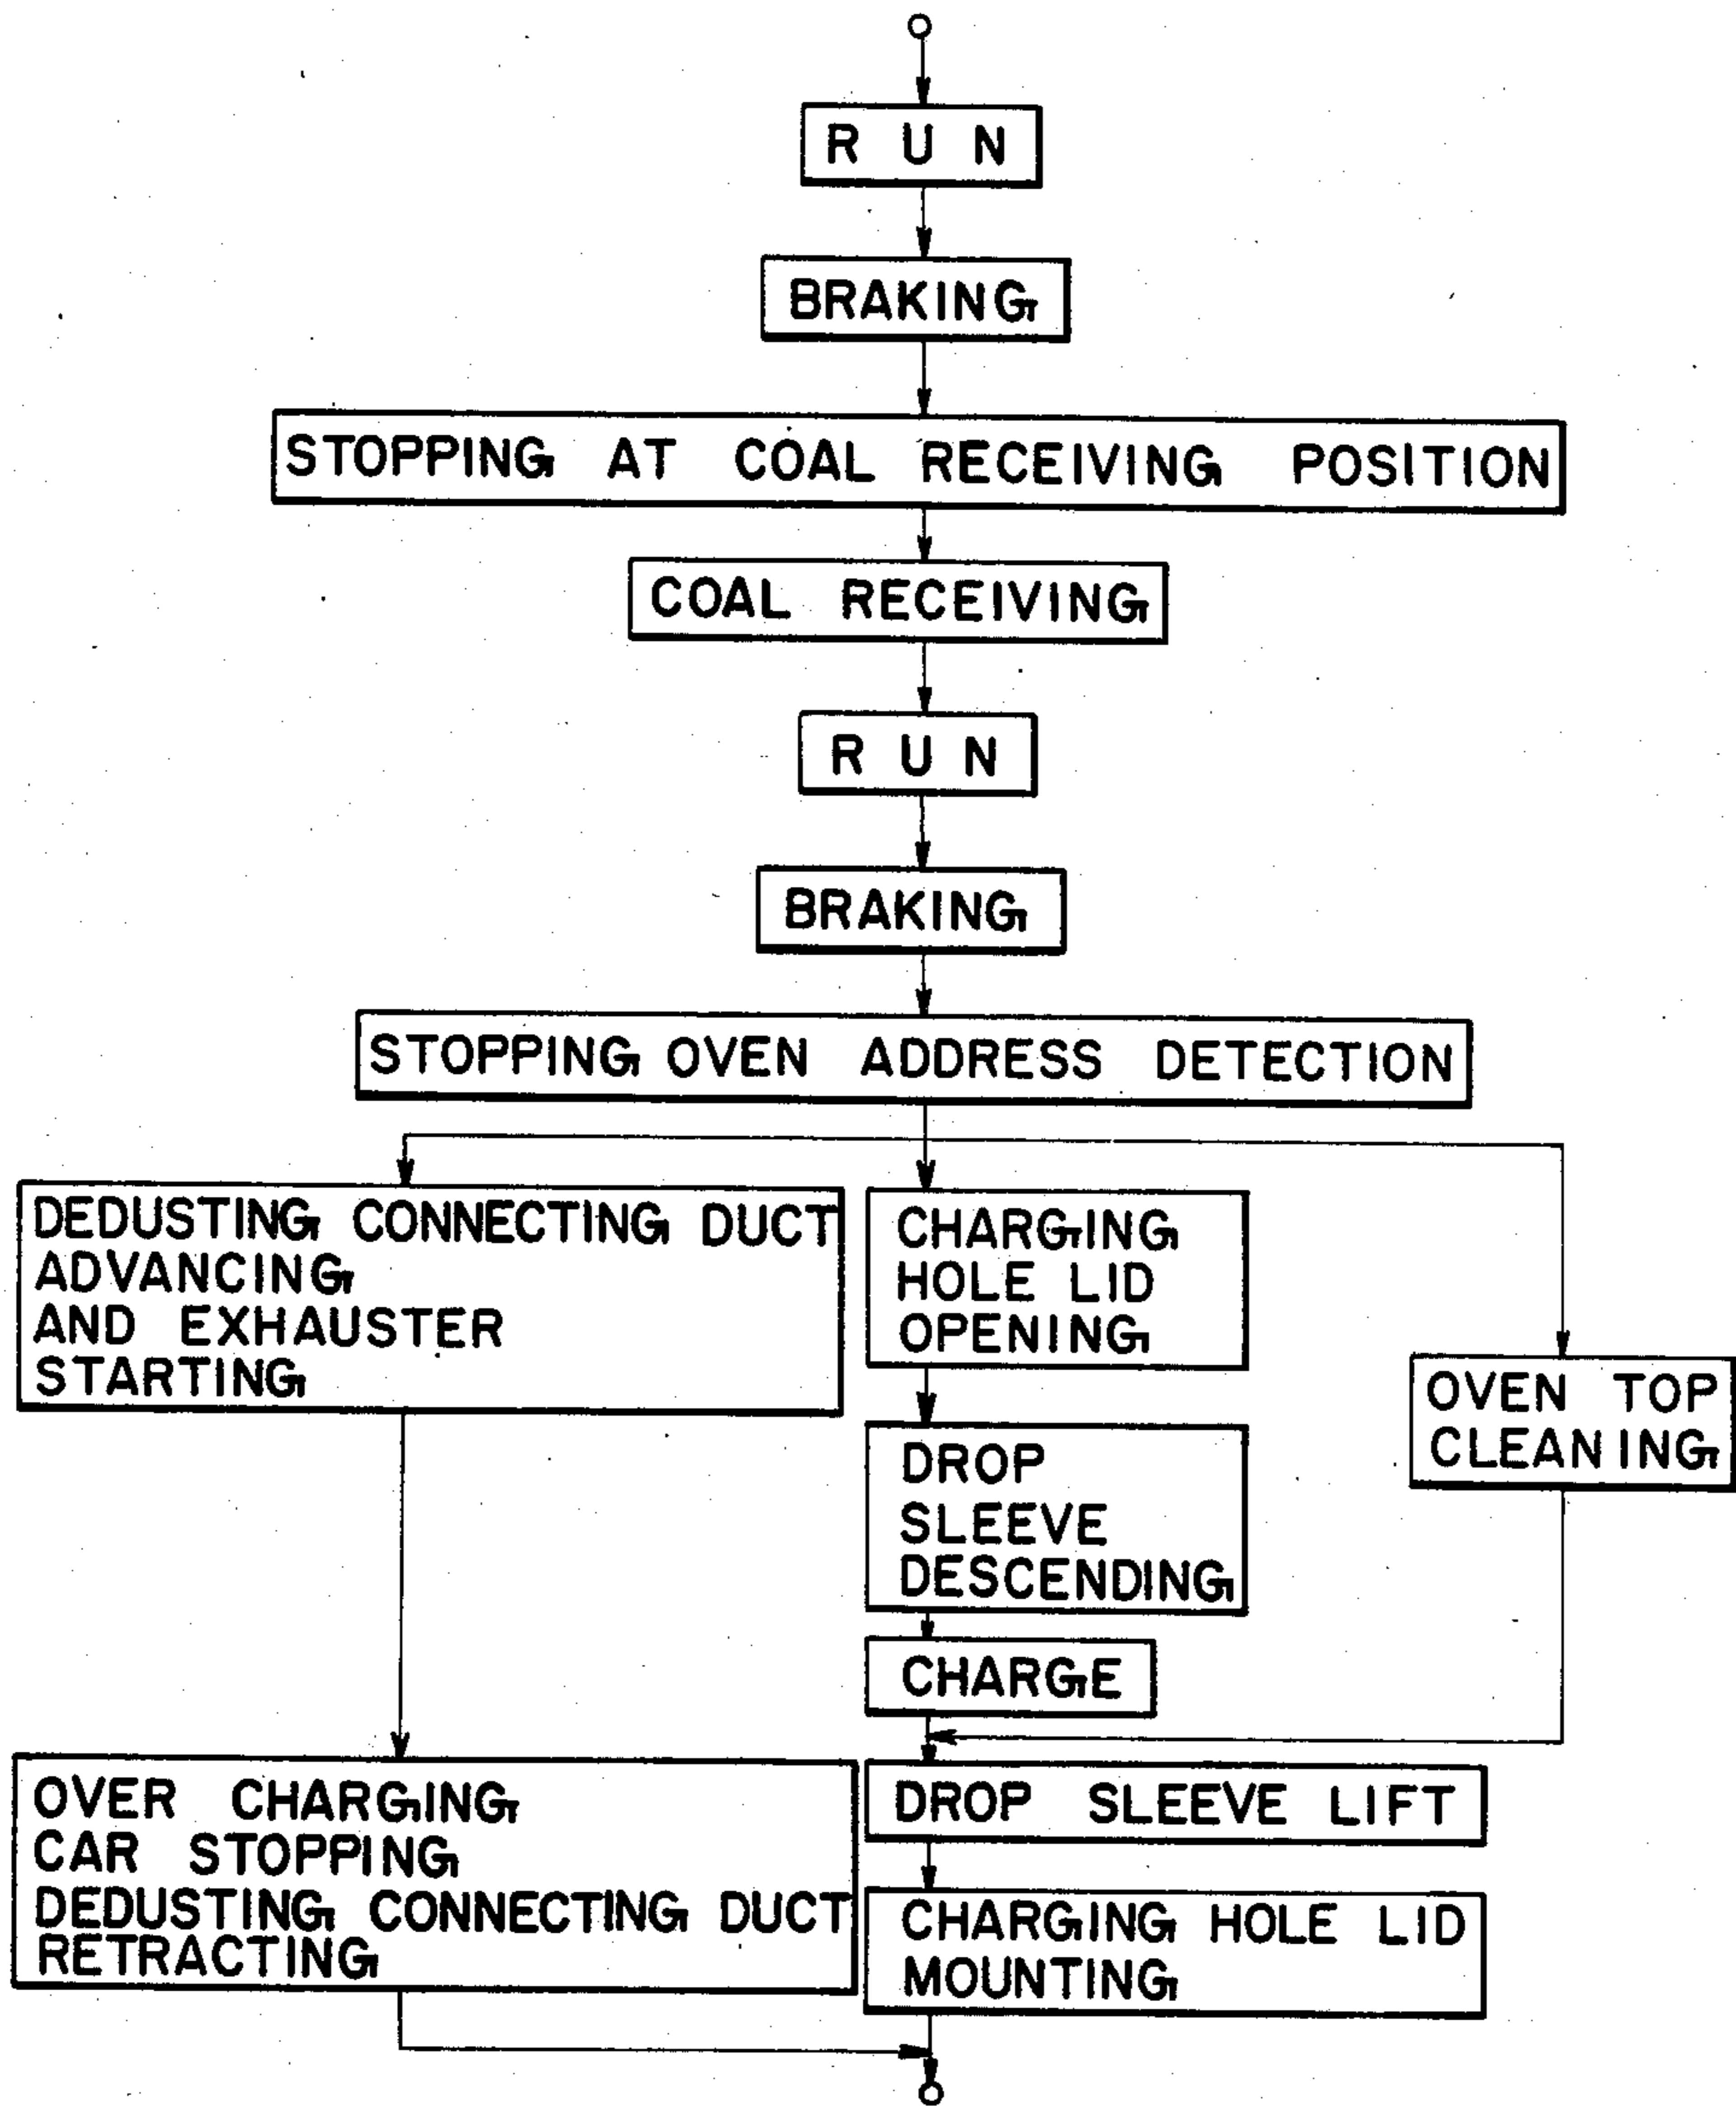 RUN
BRAKING
STOPPING AT COAL RECEIVING POSITION
COAL RECEIVING
RUN
BRAKING
STOPPING OVEN ADDRESS DETECTION
DEDUSTING CONNECTING DUCT
ADVANCING
AND EXHAUSTER
STARTING
CHARGING
HOLE LID
OPENING
OVEN TOP
CLEANING
DROP
SLEEVE
DESCENDING
CHARGE
OVER CHARGING
CAR STOPPING
DEDUSTING CONNECTING DUCT
RETRACTING
DROP SLEEVE LIFT
CHARGING HOLE LID
MOUNTING